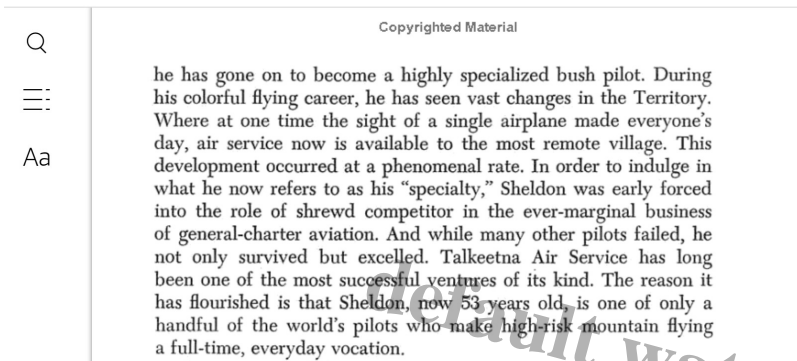 Copyrighted Material
he has gone on to become a highly specialized bush pilot. During
his colorful flying career, he has seen vast changes in the Territory.
Where at one time the sight of a single airplane made everyone's
day, air service now is available to the most remote village. This
development occurred at a phenomenal rate. In order to indulge in
what he now refers to as his “specialty,” Sheldon was early forced
into the role of shrewd competitor in the ever-marginal business
of general-charter aviation. And while many other pilots failed, he
not only survived but excelled. Talkeetna Air Service has long
been one of the most successful ventures of its kind. The reason it
has flourished is that Sheldon, now 53 years old, is one of only a
handful of the world's pilots who make high-risk mountain flying
a full-time, everyday vocation.
Aa
default